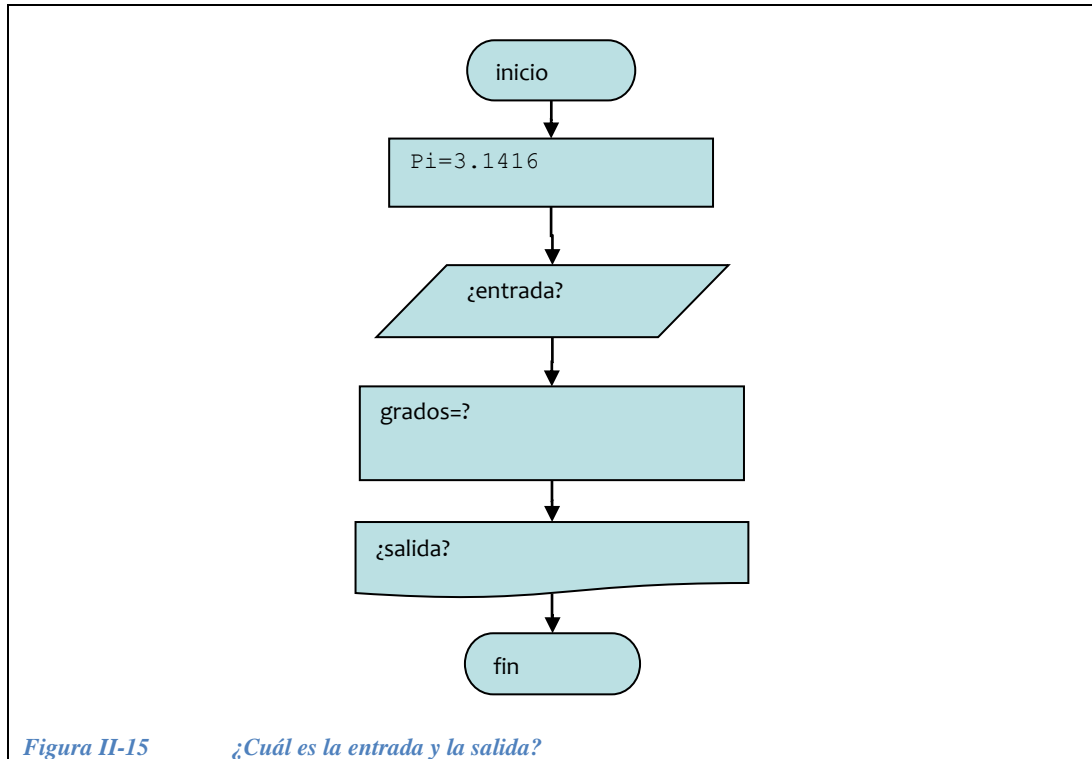 inicio
Pi=3.1416
¿entrada?
grados=?
¿salida?
fin
Figura II-15 ¿Cuál es la entrada y la salida?